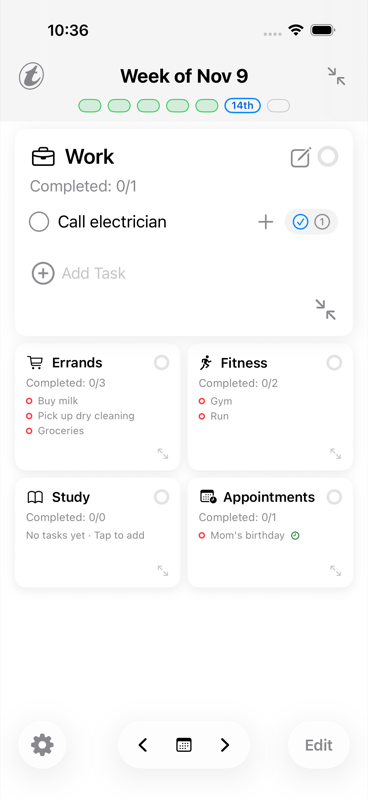 10:36
t
Week of Nov 9
14th
Work
Completed: 0/1
Call electrician
1
Add Task
Errands
Completed: 0/3
Buy milk
Pick up dry cleaning
Groceries
Fitness
Completed: 0/2
Gym
Run
Study
Completed: 0/0
No tasks yet · Tap to add
Appointments
Completed: 0/1
Mom's birthday
Edit